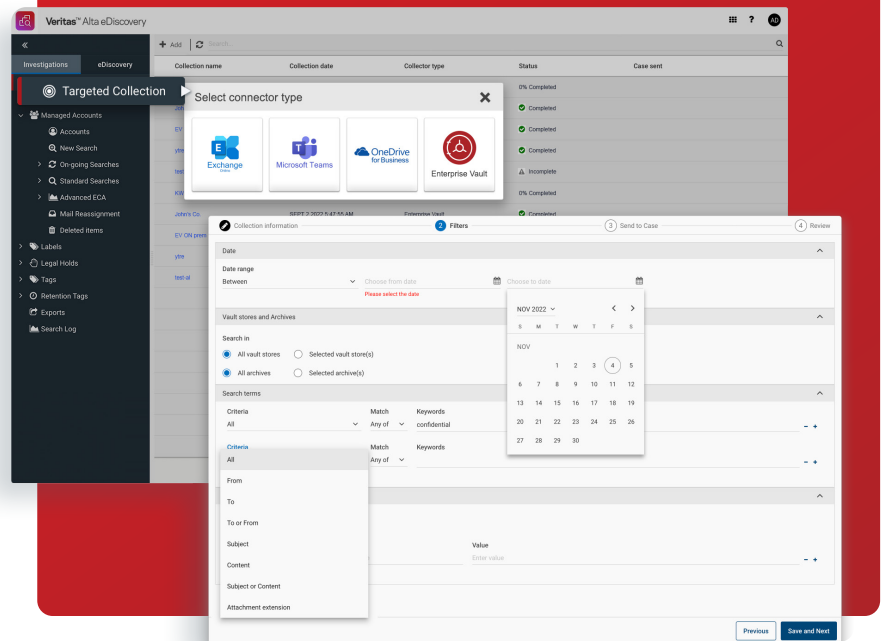 Veritas™ Alta eDiscovery
?
AD
«
+ Add
Search..
Investigations
eDiscovery
Collection name
Collection date
Collector type
Status
Case sent
Targeted Collection
Select connector type
0% Completed
Completed
Completed
Completed
Incomplete
0% Completed
Managed Accounts
Accounts
New Search
On-going Searches
Standard Searches
Advanced ECA
Mail Reassignment
Deleted items
Labels
Legal Holds
Tags
Retention Tags
Exports
Search Log
Exchange
Online
Microsoft Teams
OneDrive
for Business
Enterprise Vault
EV
KW
John's Co
SEPT 2 2022 5:47:55 AM
Enterprise Vault
Completed
EV ON prem
ytre
test-al
Collection information
2 Filters
3 Send to Case
4 Review
Date
Date range
Between
Choose from date
Choose to date
Please select the date
NOV 2022
S M T W T F S
NOV
1 2 3 4 5
6 7 8 9 10 11 12
13 14 15 16 17 18 19
20 21 22 23 24 25 26
27 28 29 30
Vault stores and Archives
Search in
All vault stores
Selected vault store(s)
All archives
Selected archive(s)
Search terms
Criteria
Match
Keywords
All
Any of
confidential
- +
Criteria
Match
Keywords
All
Any of
- +
From
To
To or From
Subject
Content
Subject or Content
Attachment extension
Value
Enter value
- +
Previous
Save and Next